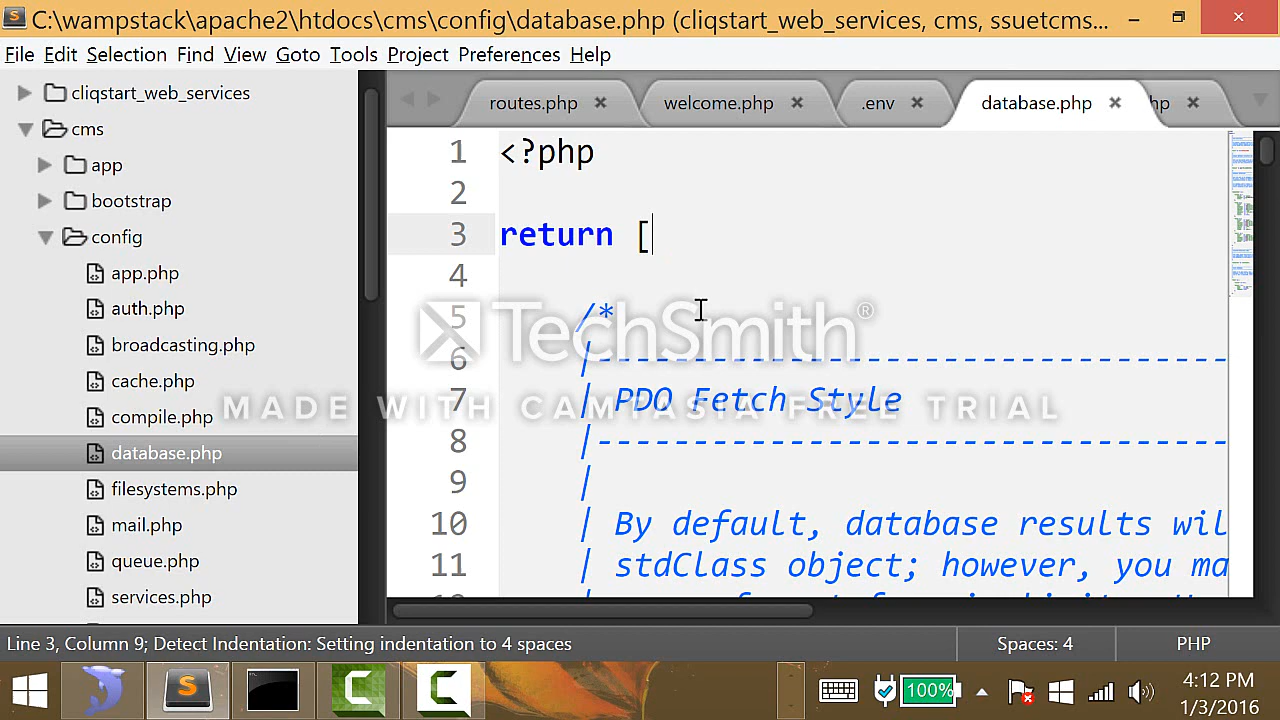 C:\wampstack\apache2\htdocs\cms\config\database.php (cliqstart_web_services, cms, ssuetcms...
File Edit Selection Find View Goto Tools Project Preferences Help
cliqstart_web_services
cms
app
bootstrap
config
app.php
auth.php
broadcasting.php
cache.php
compile.php
database.php
filesystems.php
mail.php
queue.php
services.php
routes.php
welcome.php
.env
database.php
hp
1 <?php
2
3 return [
4
5 /*
6 |---------------------------------
7 | PDO Fetch Style
8 |---------------------------------
9 |
10 | By default, database results wil
11 | stdClass object; however, you ma
TechSmith®
MADE WITH CAMTASIA FREE TRIAL
Line 3, Column 9; Detect Indentation: Setting indentation to 4 spaces
Spaces: 4
PHP
100%
4:12 PM
1/3/2016